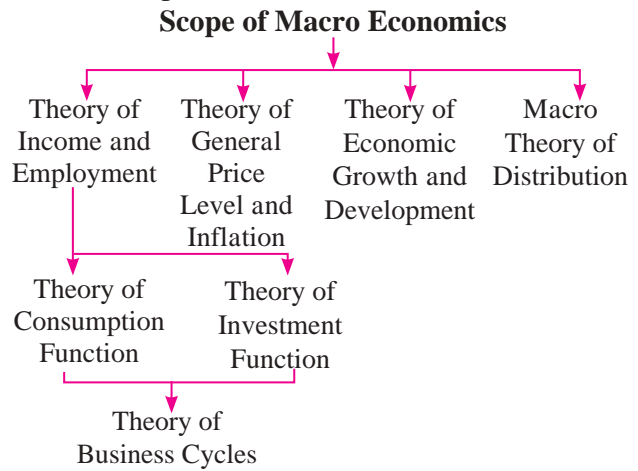 Scope of Macro Economics
Theory of
Income and
Employment
Theory of
General
Price
Level and
Inflation
Theory of
Economic
Growth and
Development
Macro
Theory of
Distribution
Theory of
Consumption
Function
Theory of
Investment
Function
Theory of
Business Cycles